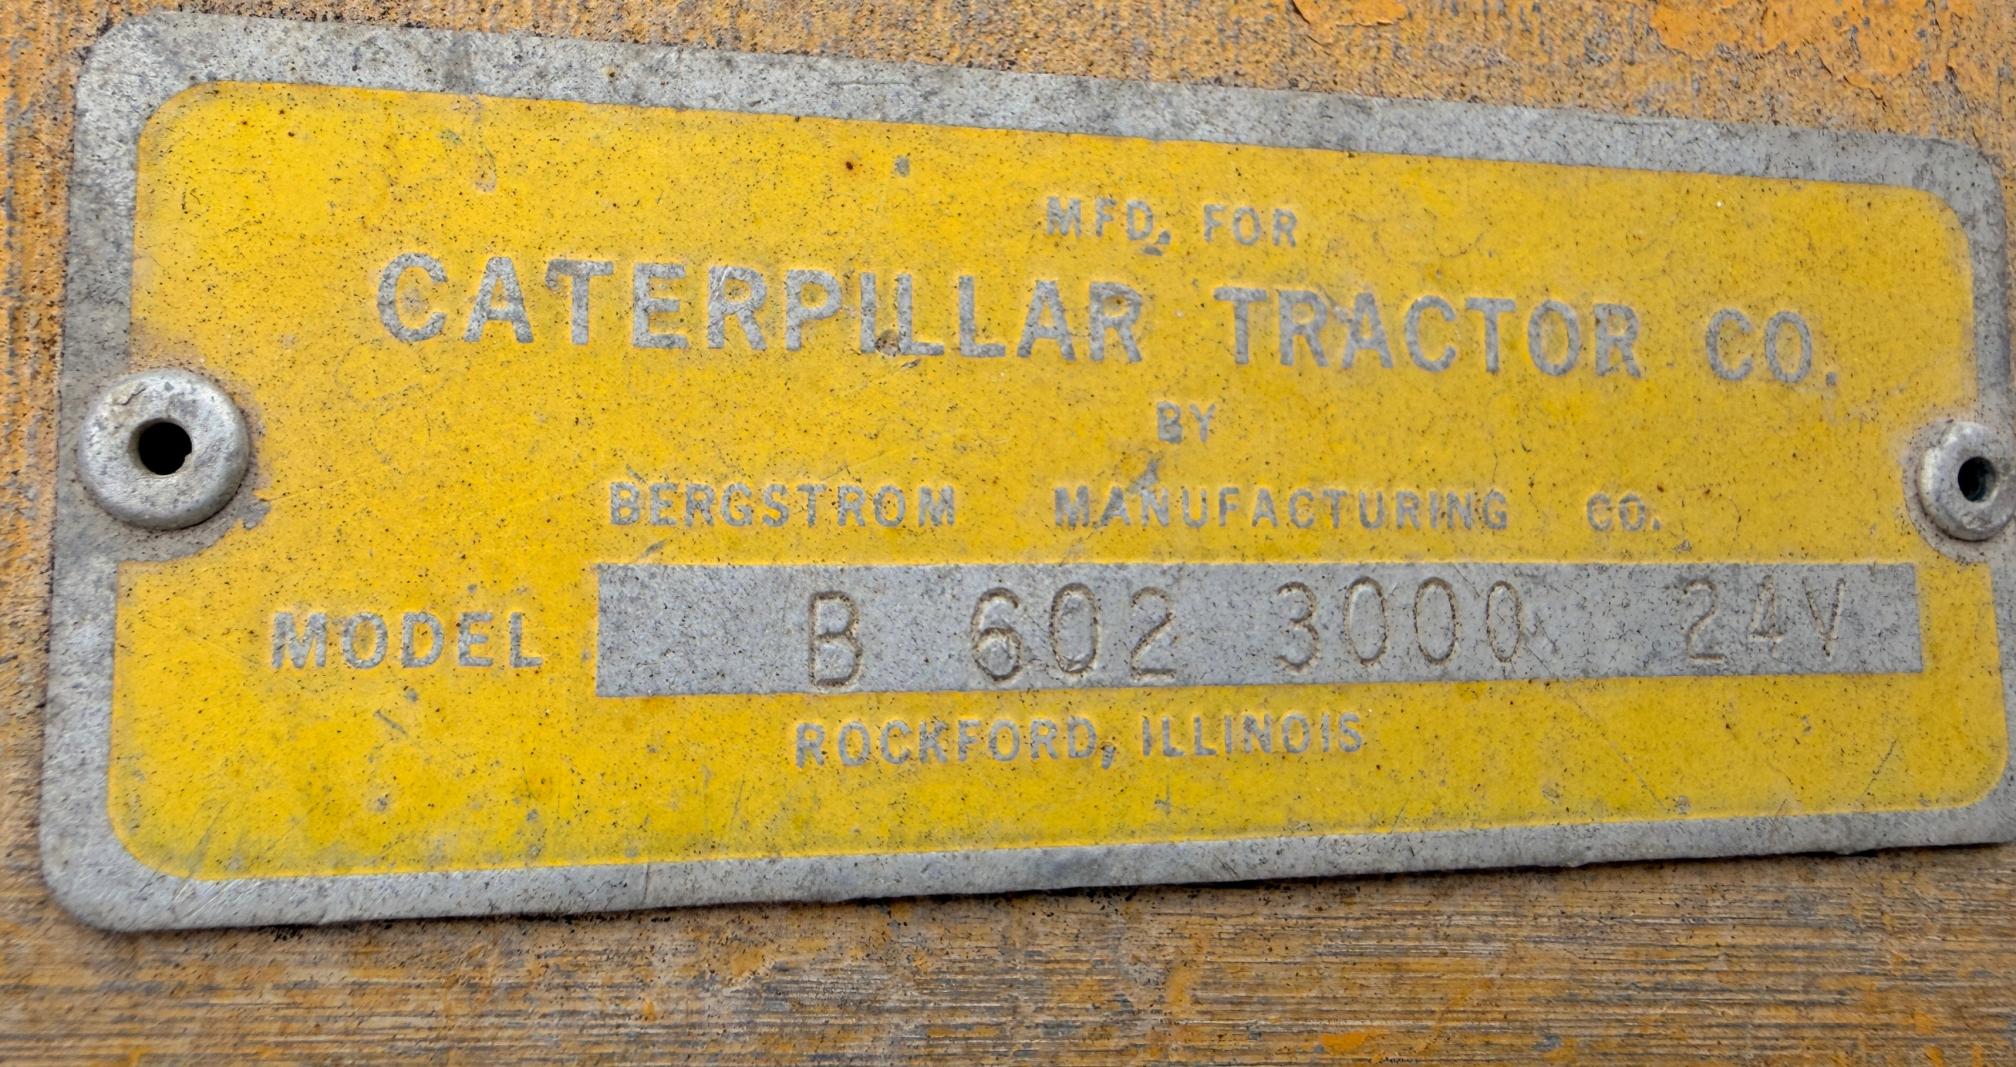 MFD. FOR
CATERPILLAR TRACTOR CO.
BY
BERGSTROM MANUFACTURING CO.
MODEL B 602 3000 24V
ROCKFORD, ILLINOIS